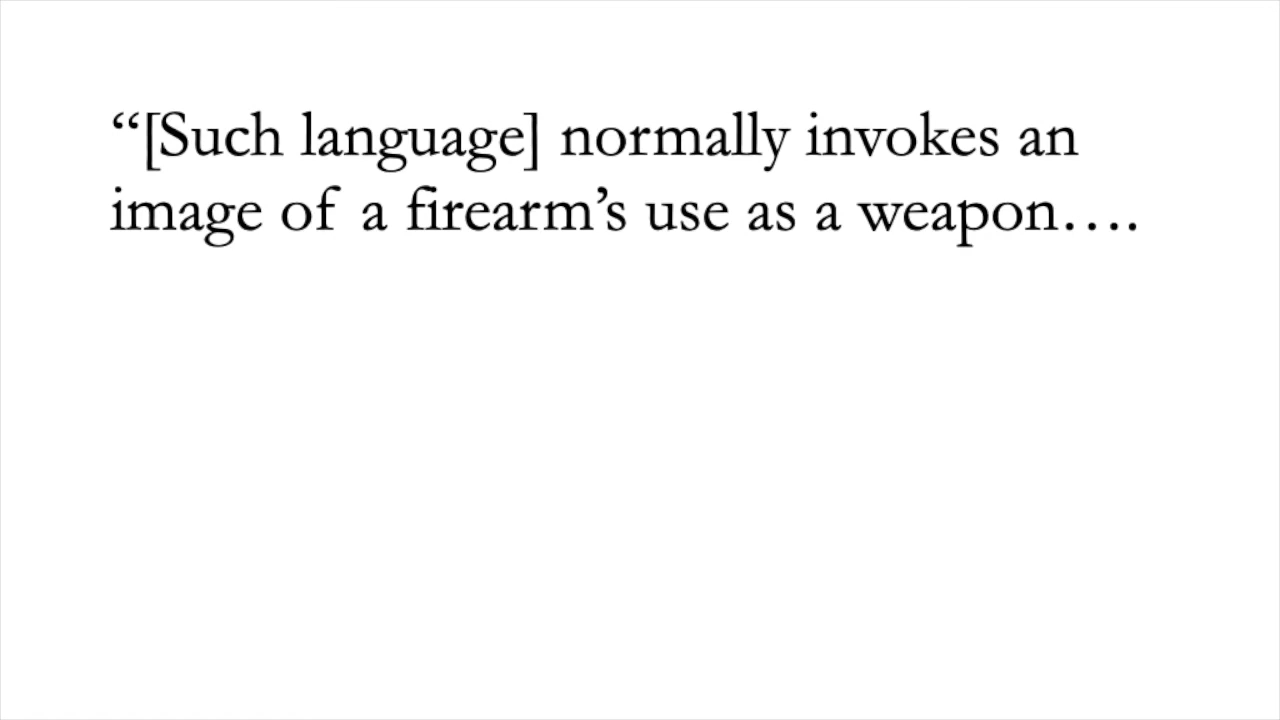 “[Such language] normally invokes an
image of a firearm’s use as a weapon….